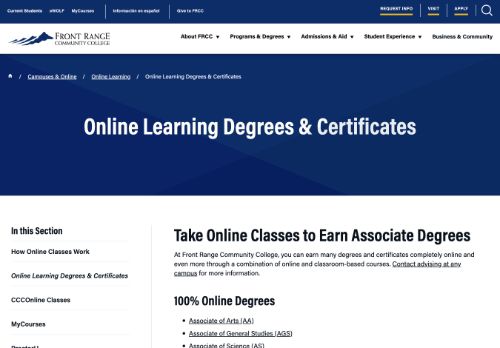 Current Students eWOLF MyCourses Información en español Give to FRCC REQUEST INFO VISIT APPLY
FRONT RANGE
COMMUNITY COLLEGE
About FRCC Programs & Degrees Admissions & Aid Student Experience Business & Community
/ Campuses & Online / Online Learning / Online Learning Degrees & Certificates
Online Learning Degrees & Certificates
In this Section
How Online Classes Work
Online Learning Degrees & Certificates
CCCOnline Classes
MyCourses
Take Online Classes to Earn Associate Degrees
At Front Range Community College, you can earn many degrees and certificates completely online and
even more through a combination of online and classroom-based courses. Contact advising at any
campus for more information.
100% Online Degrees
Associate of Arts (AA)
Associate of General Studies (AGS)
Associate of Science (AS)